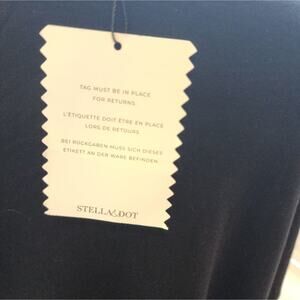 TAG MUST BE IN PLACE
FOR RETURNS
L'ÉTIQUETTE DOIT ÊTRE EN PLACE
LORS DE RETOURS
BEI RÜCKGABEN MUSS SICH DIESES
ETIKETT AN DER WARE BEFINDEN
STELLA&DOT